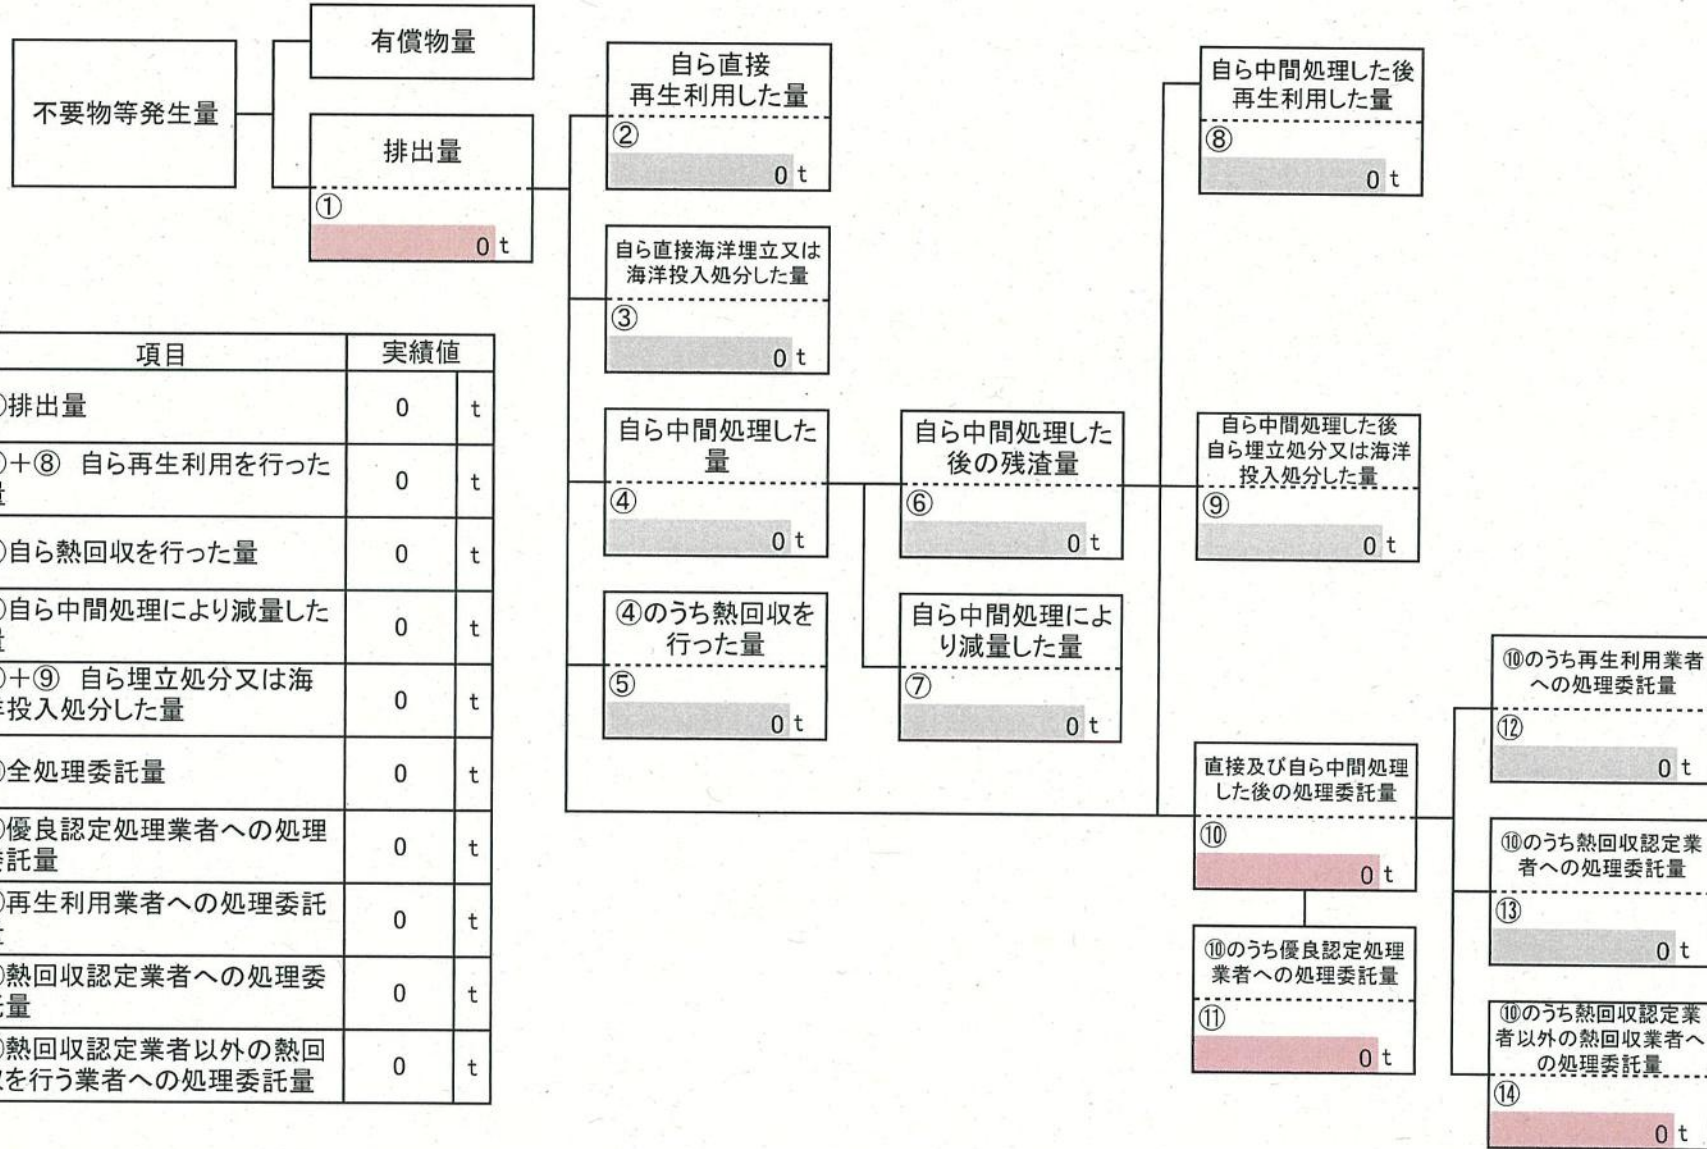 不要物等発生量
有償物量
排出量
①
0 t
自ら直接
再生利用した量
②
0 t
自ら直接海洋埋立又は
海洋投入処分した量
③
0 t
自ら中間処理した
量
④
0 t
④のうち熱回収を
行った量
⑤
0 t
自ら中間処理した
後の残渣量
⑥
0 t
自ら中間処理によ
り減量した量
⑦
0 t
自ら中間処理した後
再生利用した量
⑧
0 t
自ら中間処理した後
自ら埋立処分又は海洋
投入処分した量
⑨
0 t
直接及び自ら中間処理
した後の処理委託量
⑩
0 t
⑩のうち優良認定処理
業者への処理委託量
⑪
0 t
⑩のうち再生利用業者
への処理委託量
⑫
0 t
⑩のうち熱回収認定業
者への処理委託量
⑬
0 t
⑩のうち熱回収認定業
者以外の熱回収業者へ
の処理委託量
⑭
0 t
項目 実績値
排出量 0 t
+⑧ 自ら再生利用を行った 0 t
自ら熱回収を行った量 0 t
自ら中間処理により減量した 0 t
+⑨ 自ら埋立処分又は海
投入処分した量 0 t
全処理委託量 0 t
優良認定処理業者への処理
託量 0 t
再生利用業者への処理委託 0 t
熱回収認定業者への処理委
量 0 t
熱回収認定業者以外の熱回
を行う業者への処理委託量 0 t